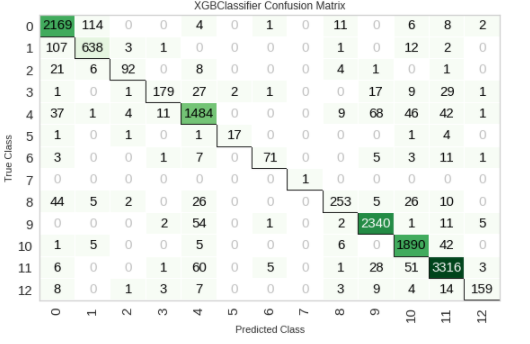 XGBClassifier Confusion Matrix
0 2169 114 0 0 4 0 1 0 11 0 6 8 2
1 107 638 3 1 0 0 0 0 1 0 12 2 0
2 21 6 92 0 8 0 0 0 4 1 0 1 0
3 1 0 1 179 27 2 1 0 0 17 9 29 1
4 37 1 4 11 1484 0 0 0 9 68 46 42 1
5 1 0 1 0 1 17 0 0 0 0 1 4 0
6 3 0 0 1 7 0 71 0 0 5 3 11 1
7 0 0 0 0 0 0 0 1 0 0 0 0 0
8 44 5 2 0 26 0 0 0 253 5 26 10 0
9 0 0 0 2 54 0 1 0 2 2340 1 11 5
10 1 5 0 0 5 0 0 0 6 0 1890 42 0
11 6 0 0 1 60 0 5 0 1 28 51 3316 3
12 8 0 1 3 7 0 0 0 3 9 4 14 159
0 1 2 3 4 5 6 7 8 9 10 11 12
True Class
Predicted Class